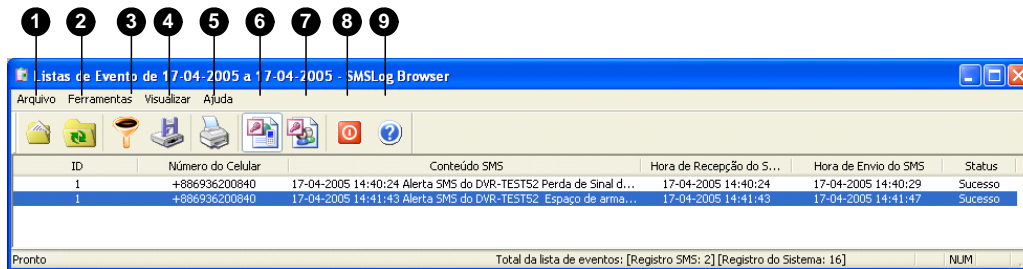 1 2 3 4 5 6 7 8 9
Listas de Evento de 17-04-2005 a 17-04-2005 - SMSLog Browser
Arquivo Ferramentas Visualizar Ajuda
ID Número do Celular Conteúdo SMS Hora de Recepção do S... Hora de Envio do SMS Status
1 +886936200840 17-04-2005 14:40:24 Alerta SMS do DVR-TEST52 Perda de Sinal d... 17-04-2005 14:40:24 17-04-2005 14:40:29 Sucesso
1 +886936200840 17-04-2005 14:41:43 Alerta SMS do DVR-TEST52 Espaço de arma... 17-04-2005 14:41:43 17-04-2005 14:41:47 Sucesso
Pronto Total da lista de eventos: [Registro SMS: 2] [Registro do Sistema: 16] NUM